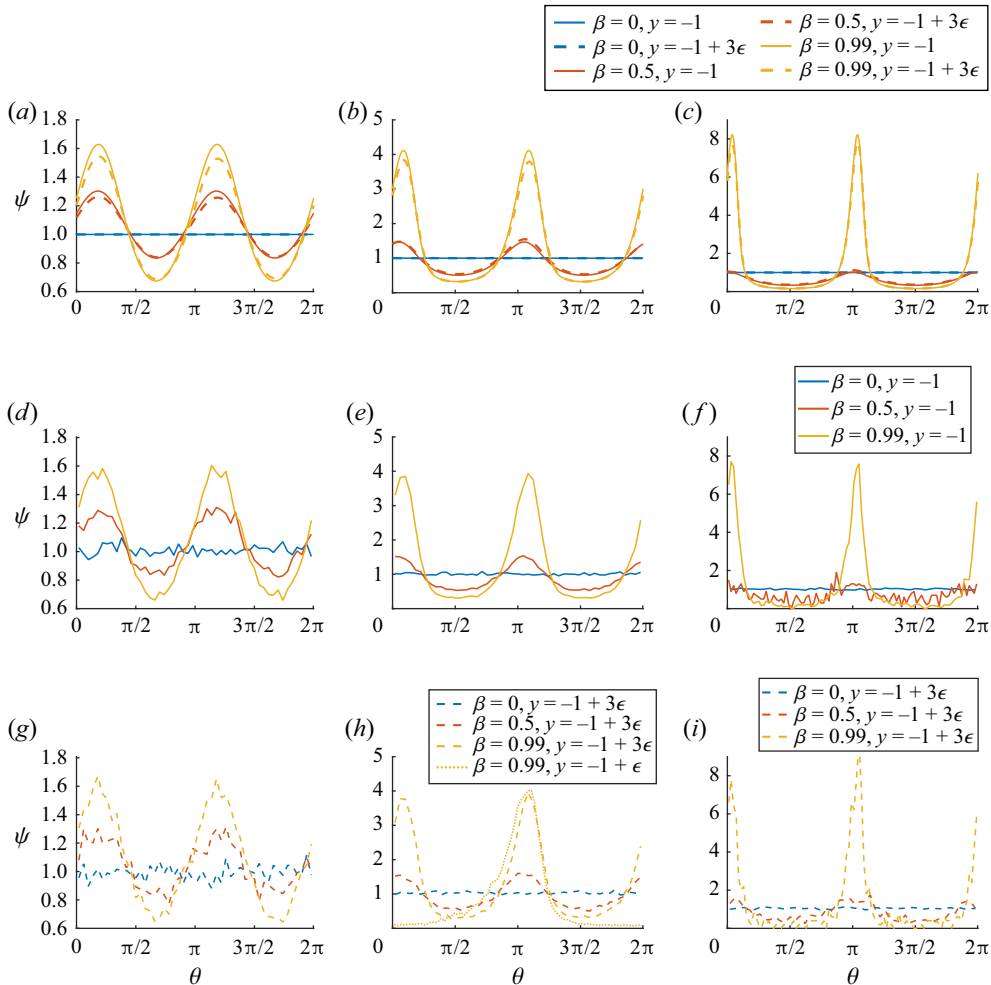 β = 0, y = –1
β = 0, y = –1 + 3ϵ
β = 0.5, y = –1
β = 0.5, y = –1 + 3ϵ
β = 0.99, y = –1
β = 0.99, y = –1 + 3ϵ
(a)
1.8
1.6
1.4
ψ 1.2
1.0
0.8
0.6
0 π/2 π 3π/2 2π
(b)
5
4
3
2
1
0
0 π/2 π 3π/2 2π
(c)
8
6
4
2
0 π/2 π 3π/2 2π
(d)
1.8
1.6
1.4
ψ 1.2
1.0
0.8
0.6
0 π/2 π 3π/2 2π
(e)
5
4
3
2
1
0
0 π/2 π 3π/2 2π
(f)
β = 0, y = –1
β = 0.5, y = –1
β = 0.99, y = –1
8
6
4
2
0 π/2 π 3π/2 2π
(g)
1.8
1.6
1.4
ψ 1.2
1.0
0.8
0.6
0 π/2 π 3π/2 2π
θ
(h)
β = 0, y = –1 + 3ϵ
β = 0.5, y = –1 + 3ϵ
β = 0.99, y = –1 + 3ϵ
β = 0.99, y = –1 + ϵ
5
4
3
2
1
0
0 π/2 π 3π/2 2π
θ
(i)
β = 0, y = –1 + 3ϵ
β = 0.5, y = –1 + 3ϵ
β = 0.99, y = –1 + 3ϵ
8
6
4
2
0 π/2 π 3π/2 2π
θ